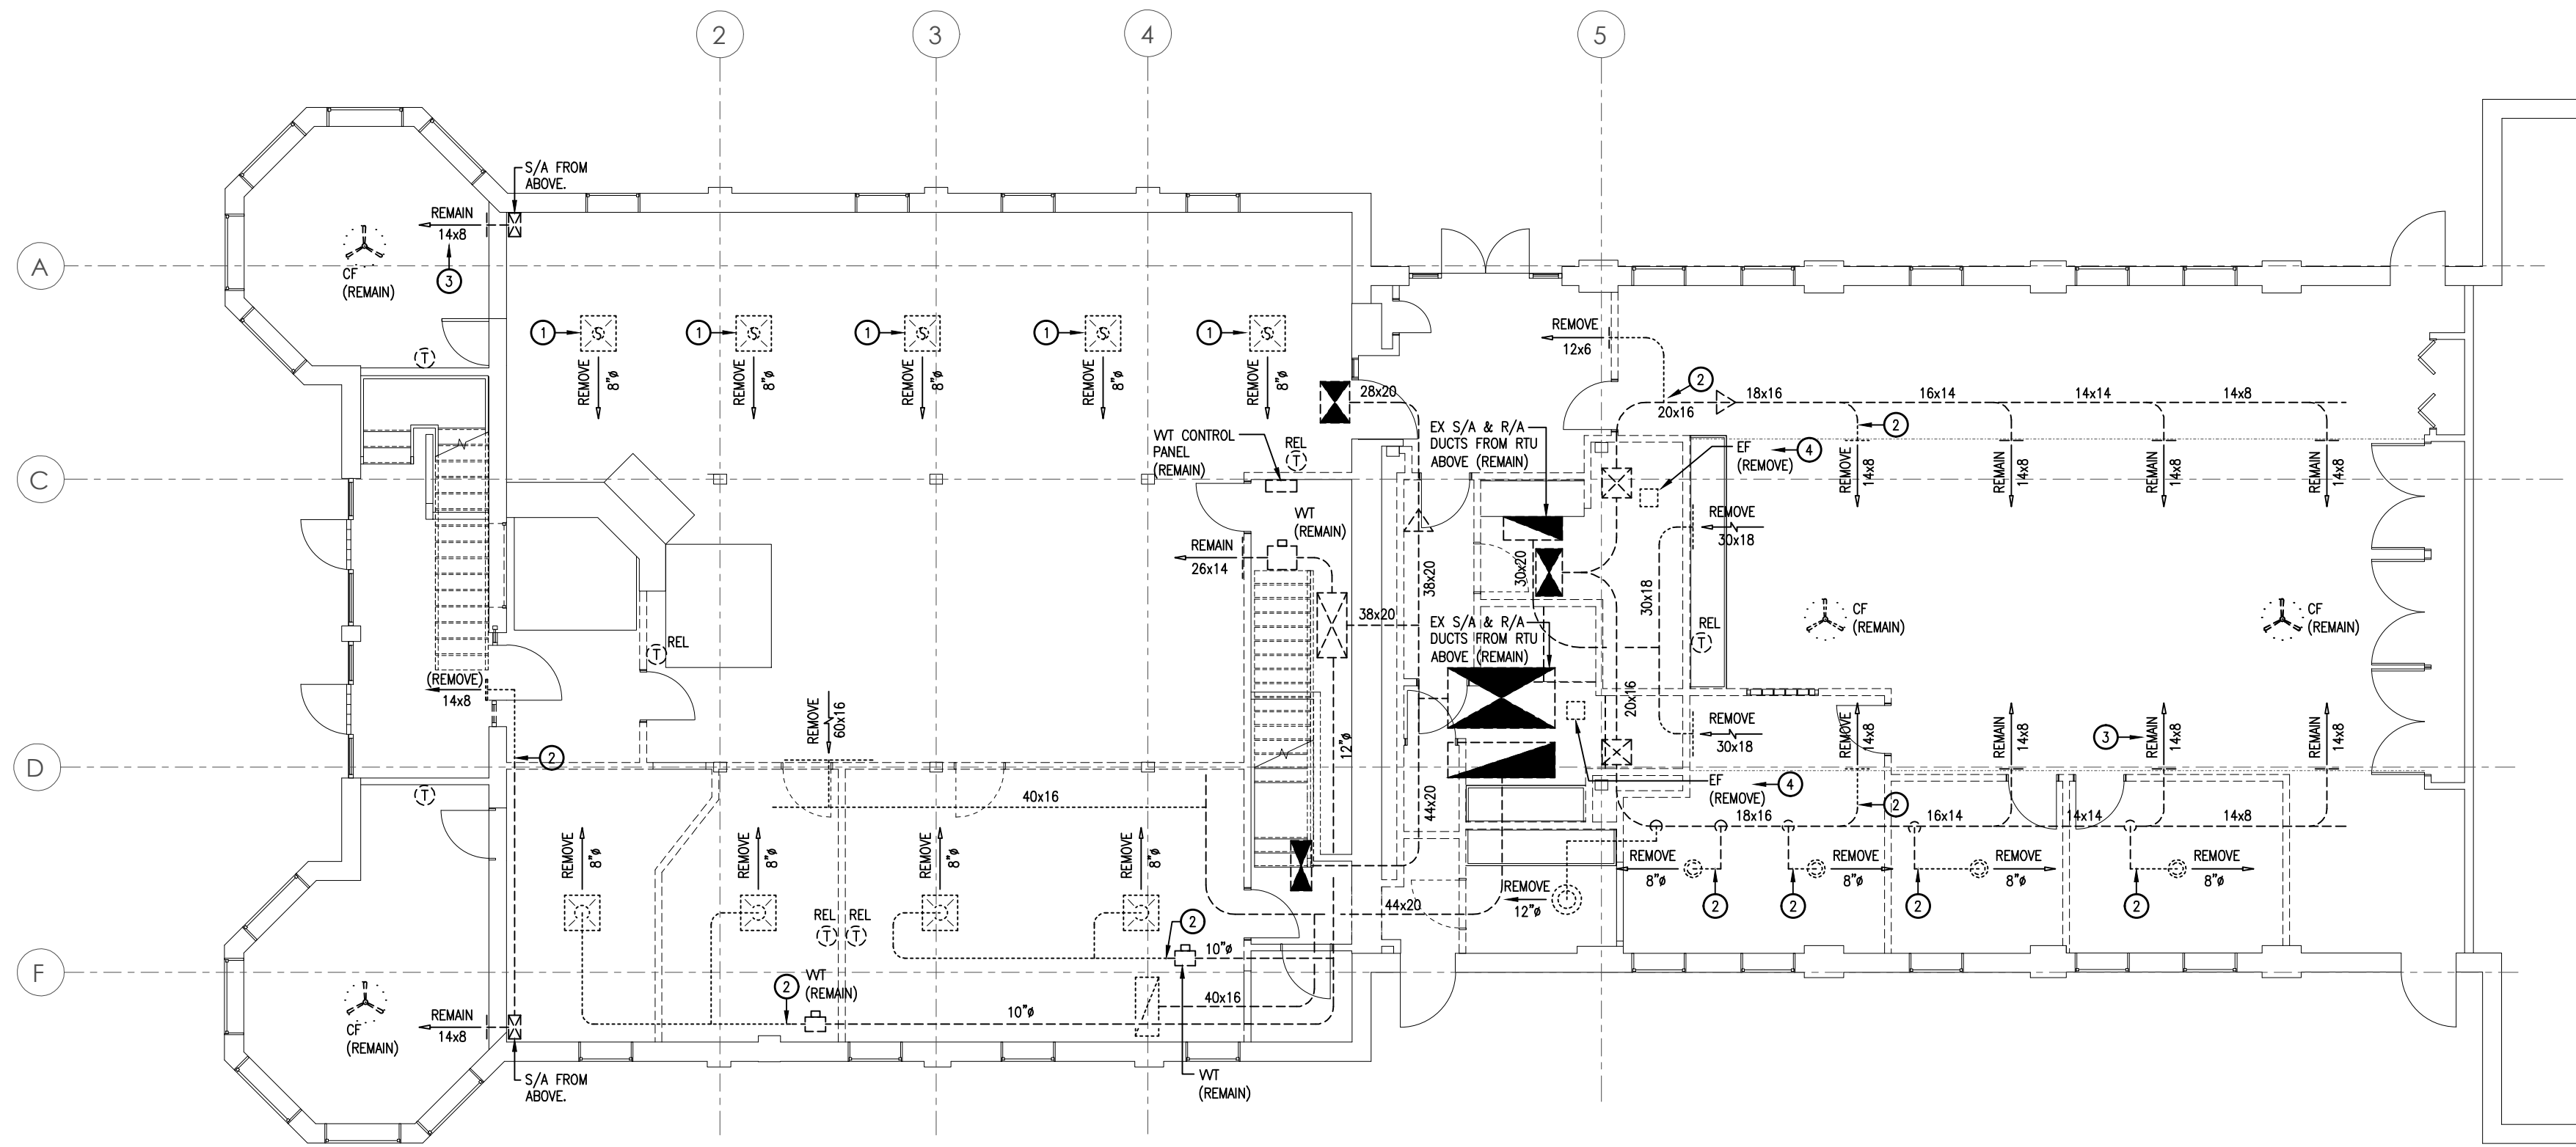 2
3
4
5
A
C
D
F
S/A FROM
ABOVE.
REMAIN
14x8
3
CF
(REMAIN)
T
1
S
REMOVE
8"ø
1
S
REMOVE
8"ø
1
S
REMOVE
8"ø
1
S
REMOVE
8"ø
1
S
REMOVE
8"ø
28x20
REMOVE
12x6
2
20x16
18x16
16x14
14x14
14x8
2
REMOVE
14x8
REMAIN
14x8
REMAIN
14x8
REMAIN
14x8
VVT CONTROL
PANEL
(REMAIN)
REL
T
EX S/A & R/A
DUCTS FROM RTU
ABOVE (REMAIN)
EF
(REMOVE)
4
VVT
(REMAIN)
REMAIN
26x14
REMOVE
30x18
38x20
30x20
30x18
38x20
EX S/A & R/A
DUCTS FROM RTU
ABOVE (REMAIN)
CF
(REMAIN)
CF
(REMAIN)
REL
T
T
REL
(REMOVE)
14x8
2
REMOVE
60x16
12"ø
20x16
REMOVE
30x18
REMOVE
14x8
REMAIN
14x8
3
REMAIN
14x8
REMAIN
14x8
T
EF
(REMOVE)
4
2
40x16
44x20
18x16
16x14
14x14
14x8
REMOVE
8"ø
REMOVE
8"ø
REMOVE
8"ø
REMOVE
8"ø
REMOVE
8"ø
REMOVE
8"ø
REMOVE
8"ø
REMOVE
8"ø
REMOVE
12"ø
2
2
2
2
44x20
REL
T
REL
T
2
10"ø
VVT
(REMAIN)
2
10"ø
40x16
CF
(REMAIN)
REMAIN
14x8
S/A FROM
ABOVE.
VVT
(REMAIN)